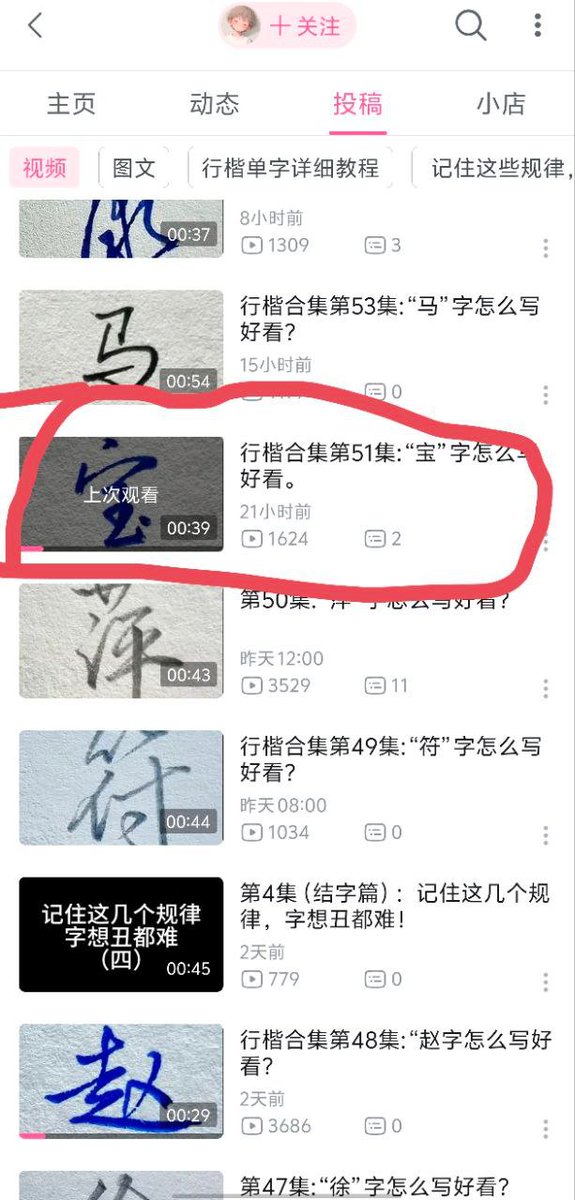 十关注
主页
动态
投稿
小店
视频
图文
行楷单字详细教程
记住这些规律，
00:37
8小时前
1309
3
马
00:54
行楷合集第53集:“马”字怎么写
好看？
15小时前
0
宝
上次观看
00:39
行楷合集第51集:“宝”字怎么写
好看。
21小时前
1624
2
萍
00:43
第50集:“萍”字怎么写好看？
昨天12:00
3529
11
符
00:44
行楷合集第49集:“符”字怎么写
好看？
昨天08:00
1034
0
记住这几个规律
字想丑都难
（四）
00:45
第4集（结字篇）：记住这几个规
律，字想丑都难！
2天前
779
0
赵
00:29
行楷合集第48集:“赵字怎么写好
看？
2天前
3686
0
第47集:“徐”字怎么写好看？